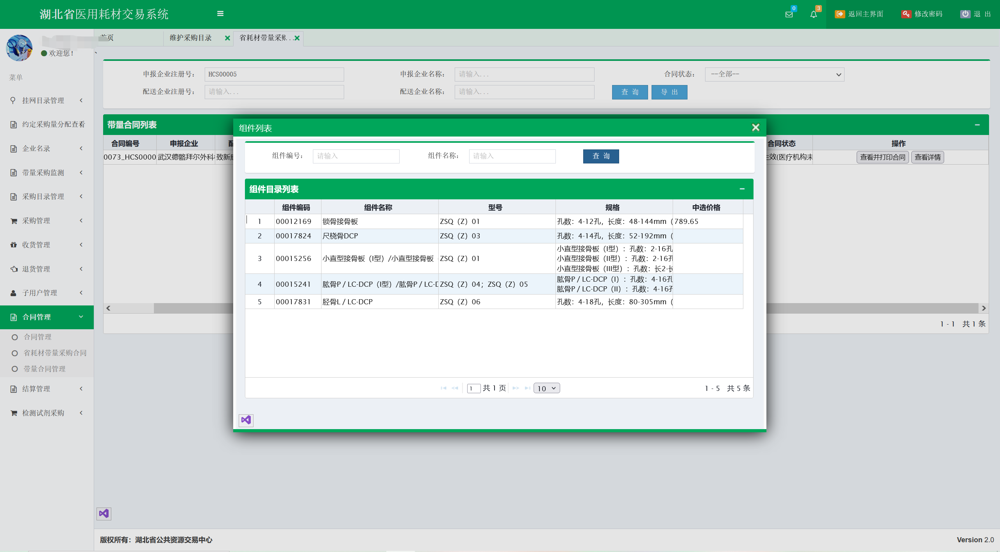 湖北省医用耗材交易系统
0
3
返回主界面
修改密码
退 出
欢迎您！
页
维护采购目录
省耗材带量采购...
菜单
挂网目录管理
约定采购量分配查看
企业名录
带量采购监测
采购目录管理
采购管理
收货管理
退货管理
子用户管理
合同管理
合同管理
省耗材带量采购合同
带量合同管理
结算管理
检测试剂采购
申报企业注册号：
HCS00005
申报企业名称：
请输入...
合同状态：
--全部--
配送企业注册号：
请输入...
配送企业名称：
请输入...
查 询
导 出
带量合同列表
合同编号
申报企业
合同状态
操作
0073_HCS0000
武汉德骼拜尔外科
致新
效(医疗机构未
查看并打印合同
查看详情
1 - 1 共 1 条
组件列表
组件编号：
请输入
组件名称：
请输入
查 询
组件目录列表
组件编码 组件名称 型号 规格 中选价格
1 00012169 锁骨接骨板 ZSQ（Z）01 孔数：4-12孔，长度：48-144mm（ 789.65
2 00017824 尺桡骨DCP ZSQ（Z）03 孔数：4-14孔，长度：52-192mm（
3 00015256 小直型接骨板（I型）/小直型接骨板 ZSQ（Z）01
小直型接骨板（I型）：孔数：2-16孔
小直型接骨板（II型）：孔数：2-16孔
小直型接骨板（III型）：孔数：长2-长
4 00015241 肱骨P / LC-DCP（I型）/肱骨P / LC-D ZSQ（Z）04；ZSQ（Z）05
肱骨P / LC-DCP（I）：孔数：4-16孔
肱骨P / LC-DCP（II）：孔数：4-16孔
5 00017831 胫骨L / LC-DCP ZSQ（Z）06 孔数：4-18孔，长度：80-305mm（
1 共 1 页
10
1 - 5 共 5 条
版权所有：湖北省公共资源交易中心
Version 2.0